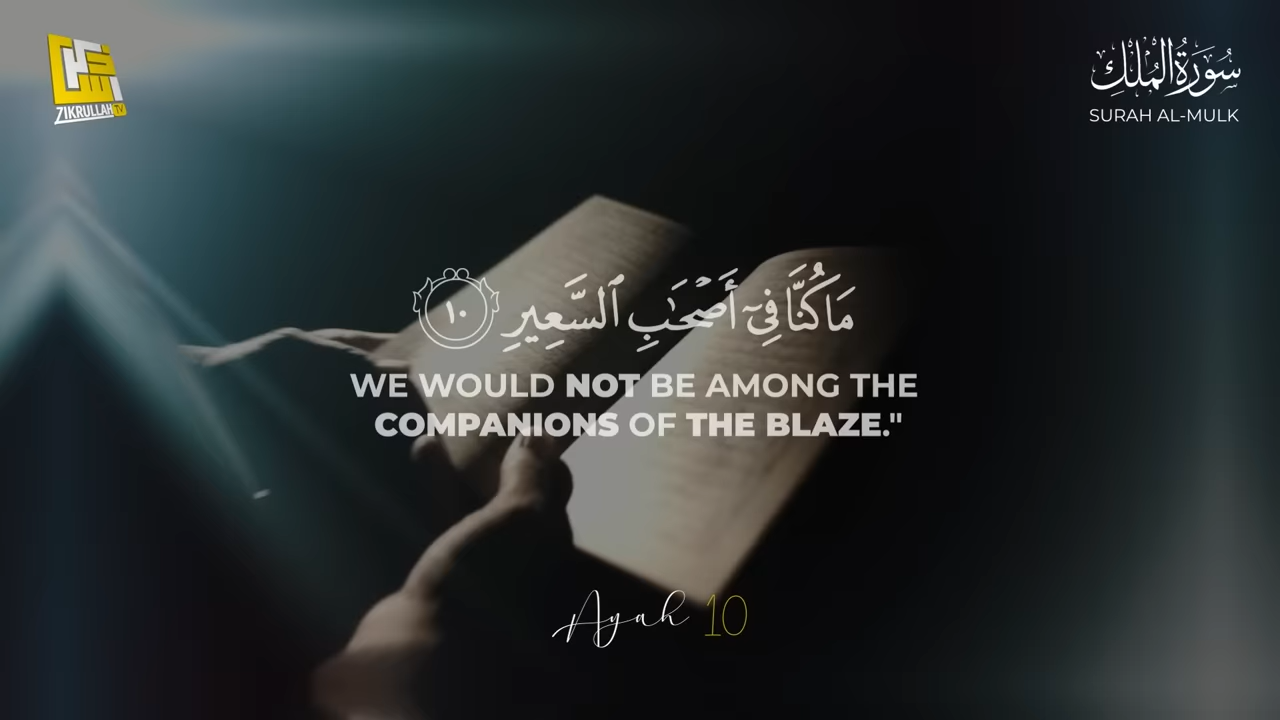 ZIKRULLAH TV
سُورَةُ الْمُلْكِ
SURAH AL-MULK
مَا كُنَّا فِىٓ أَصْحَٰبِ ٱلسَّعِيرِ ١٠
WE WOULD NOT BE AMONG THE
COMPANIONS OF THE BLAZE."
Ayah 10